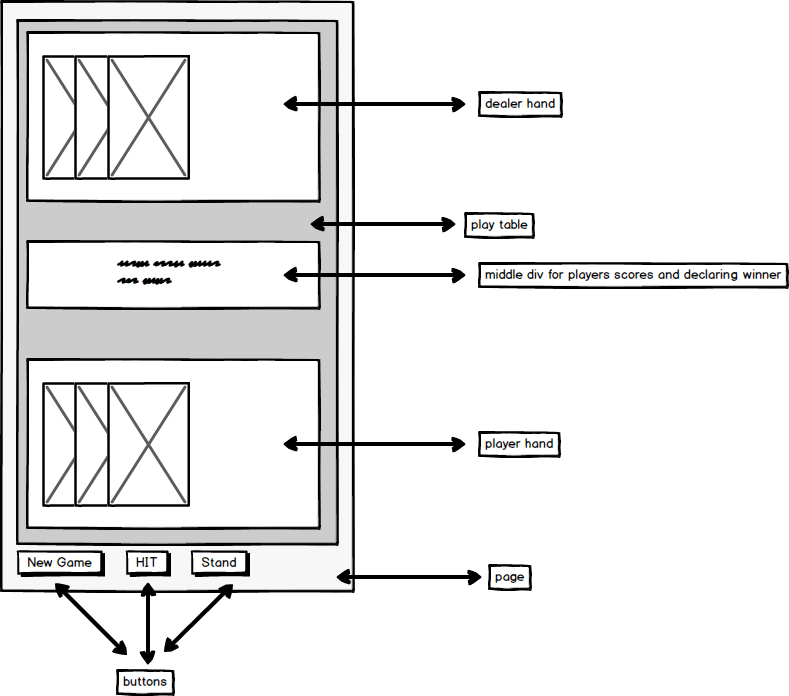 dealer hand
play table
middle div for players scores and declaring winner
player hand
New Game
HIT
Stand
page
buttons